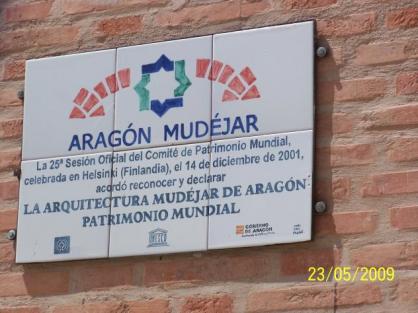 ARAGÓN MUDÉJAR
La 25ª Sesión Oficial del Comité de Patrimonio Mundial,
celebrada en Helsinki (Finlandia), el 14 de diciembre de 2001,
acordó reconocer y declarar
LA ARQUITECTURA MUDÉJAR DE ARAGÓN
PATRIMONIO MUNDIAL
UNESCO
GOBIERNO
DE ARAGON
23/05/2009